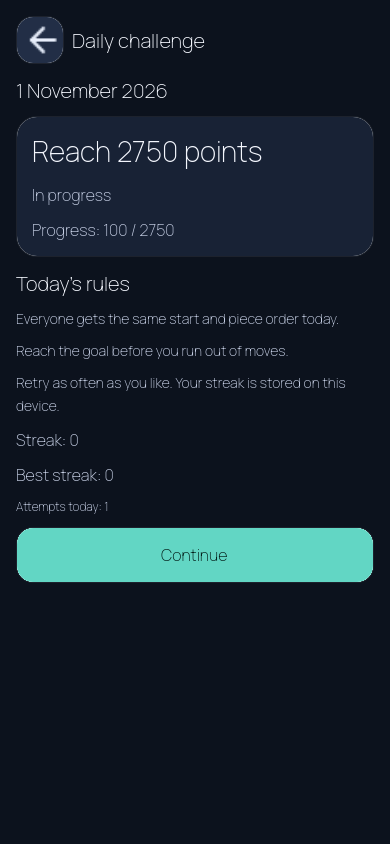 Daily challenge
1 November 2026
Reach 2750 points
In progress
Progress: 100 / 2750
Today's rules
Everyone gets the same start and piece order today.
Reach the goal before you run out of moves.
Retry as often as you like. Your streak is stored on this
device.
Streak: 0
Best streak: 0
Attempts today: 1
Continue